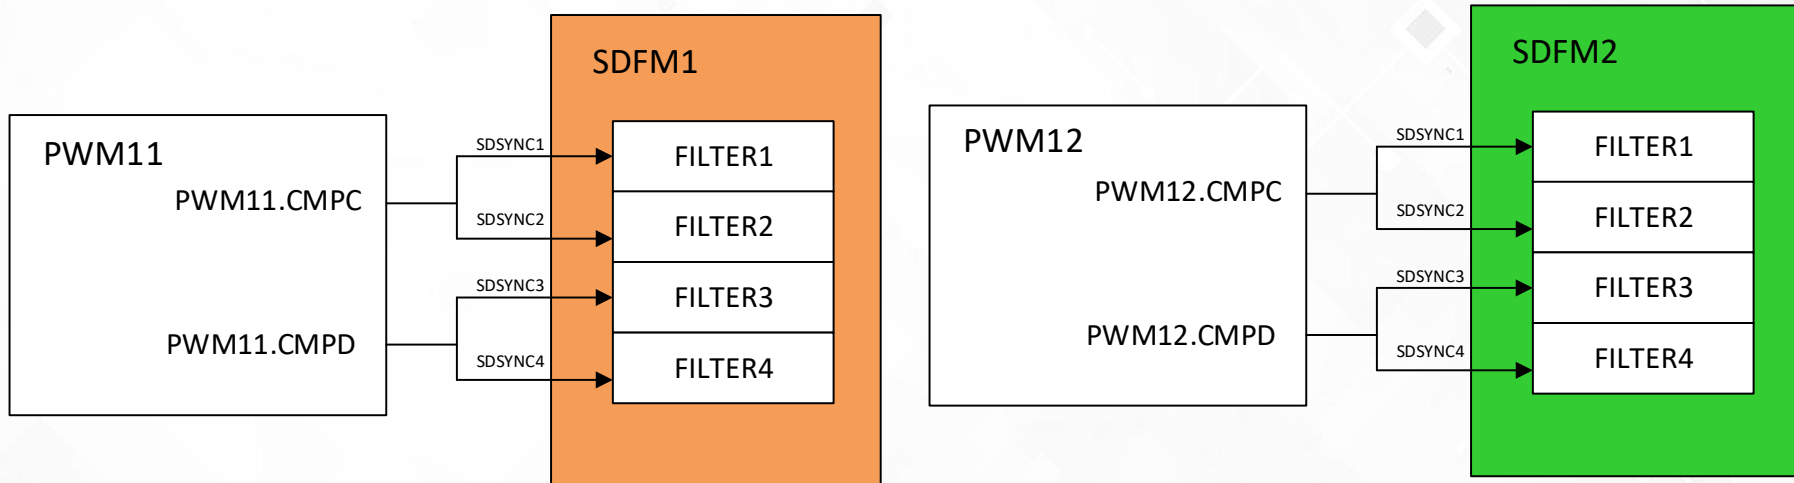 SDFM1
PWM11
PWM11.CMPC
PWM11.CMPD
SDSYNC1
SDSYNC2
SDSYNC3
SDSYNC4
FILTER1
FILTER2
FILTER3
FILTER4
SDFM2
PWM12
PWM12.CMPC
PWM12.CMPD
SDSYNC1
SDSYNC2
SDSYNC3
SDSYNC4
FILTER1
FILTER2
FILTER3
FILTER4